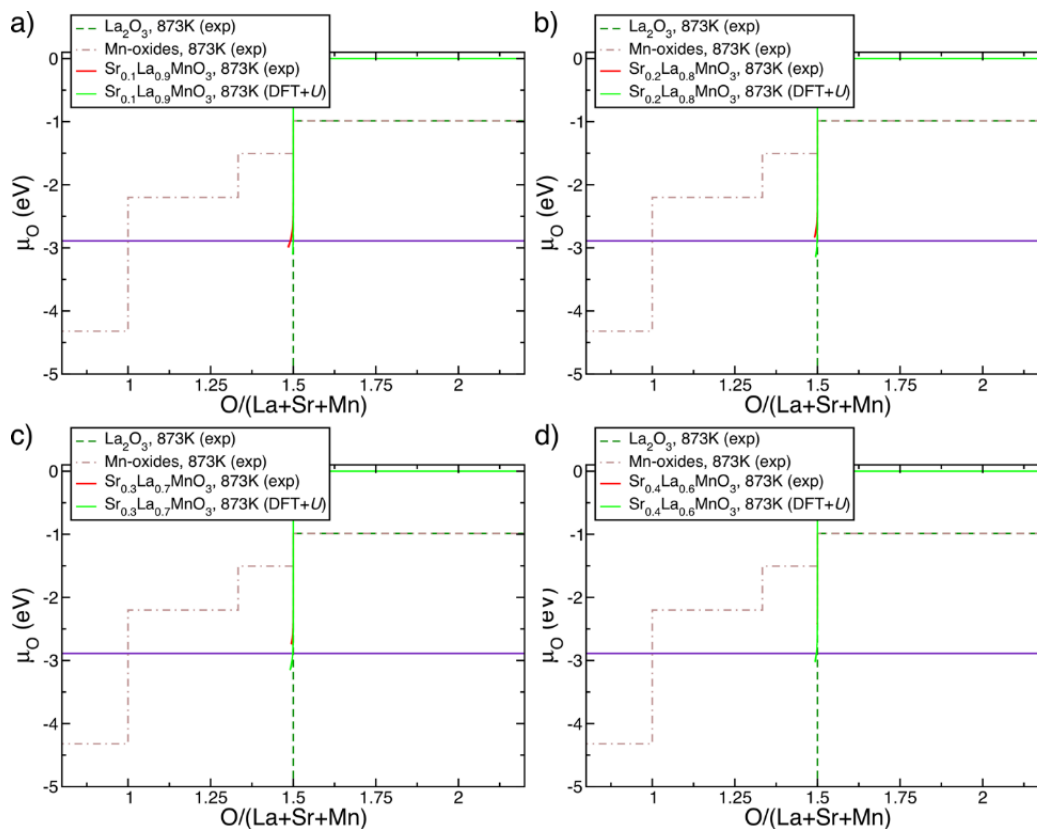 a)
La₂O₃, 873K (exp)
Mn-oxides, 873K (exp)
Sr₀.₁La₀.₉MnO₃, 873K (exp)
Sr₀.₁La₀.₉MnO₃, 873K (DFT+U)
0
-1
-2
-3
-4
-5
μO (eV)
1
1.25
1.5
1.75
2
O/(La+Sr+Mn)
b)
La₂O₃, 873K (exp)
Mn-oxides, 873K (exp)
Sr₀.₂La₀.₈MnO₃, 873K (exp)
Sr₀.₂La₀.₈MnO₃, 873K (DFT+U)
0
-1
-2
-3
-4
-5
μO (eV)
1
1.25
1.5
1.75
2
O/(La+Sr+Mn)
c)
La₂O₃, 873K (exp)
Mn-oxides, 873K (exp)
Sr₀.₃La₀.₇MnO₃, 873K (exp)
Sr₀.₃La₀.₇MnO₃, 873K (DFT+U)
0
-1
-2
-3
-4
-5
μO (eV)
1
1.25
1.5
1.75
2
O/(La+Sr+Mn)
d)
La₂O₃, 873K (exp)
Mn-oxides, 873K (exp)
Sr₀.₄La₀.₆MnO₃, 873K (exp)
Sr₀.₄La₀.₆MnO₃, 873K (DFT+U)
0
-1
-2
-3
-4
-5
μO (eV)
1
1.25
1.5
1.75
2
O/(La+Sr+Mn)